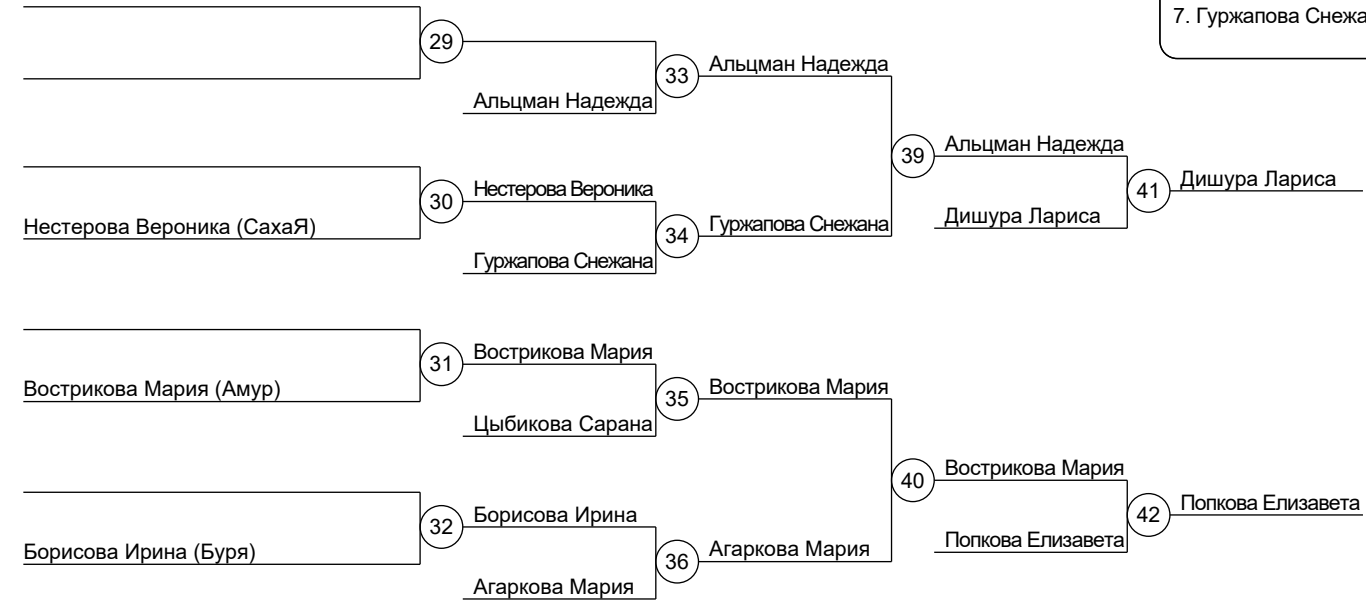 7. Гуржапова Снежа
29
Альцман Надежда
33
Альцман Надежда
39
Альцман Надежда
41
Дишура Лариса
Дишура Лариса
Нестерова Вероника (СахаЯ)
30
Нестерова Вероника
34
Гуржапова Снежана
Гуржапова Снежана
Вострикова Мария (Амур)
31
Вострикова Мария
35
Вострикова Мария
Цыбикова Сарана
40
Вострикова Мария
42
Попкова Елизавета
Попкова Елизавета
Борисова Ирина (Буря)
32
Борисова Ирина
36
Агаркова Мария
Агаркова Мария